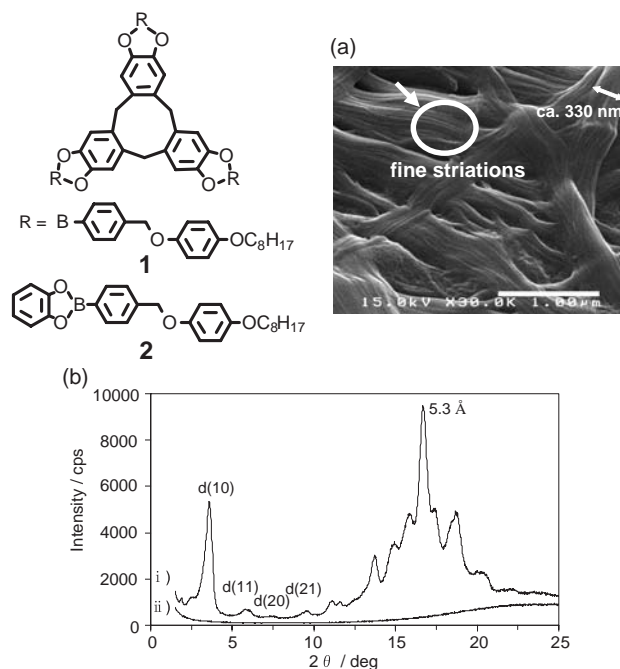 R
O O
O O
R O O R
R = B
O OC8H17
1
O
B
O
O OC8H17
2
(a)
ca. 330 nm
fine striations
15.0kV X30.0K 1.00µm
(b)
10000
8000
6000
4000
2000
0
Intensity / cps
5.3 Å
d(10)
d(11)
d(20)
d(21)
i )
ii )
0 5 10 15 20 25
2 θ / deg